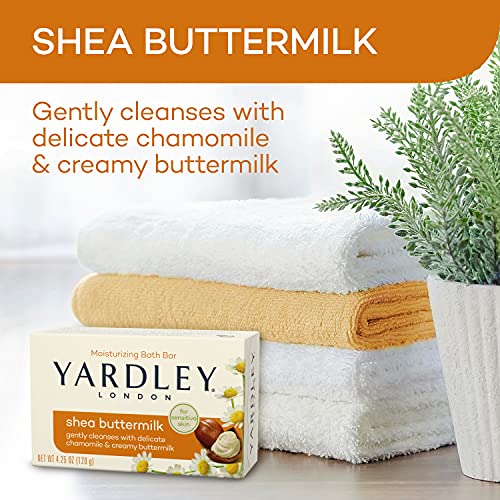 SHEA BUTTERMILK
Gently cleanses with
delicate chamomile
& creamy buttermilk
Moisturizing Bath Bar
YARDLEY®
LONDON
shea buttermilk
for
sensitive
skin
gently cleanses with delicate
chamomile & creamy buttermilk
NET WT 4.25 OZ (120 g)
YARDLEY